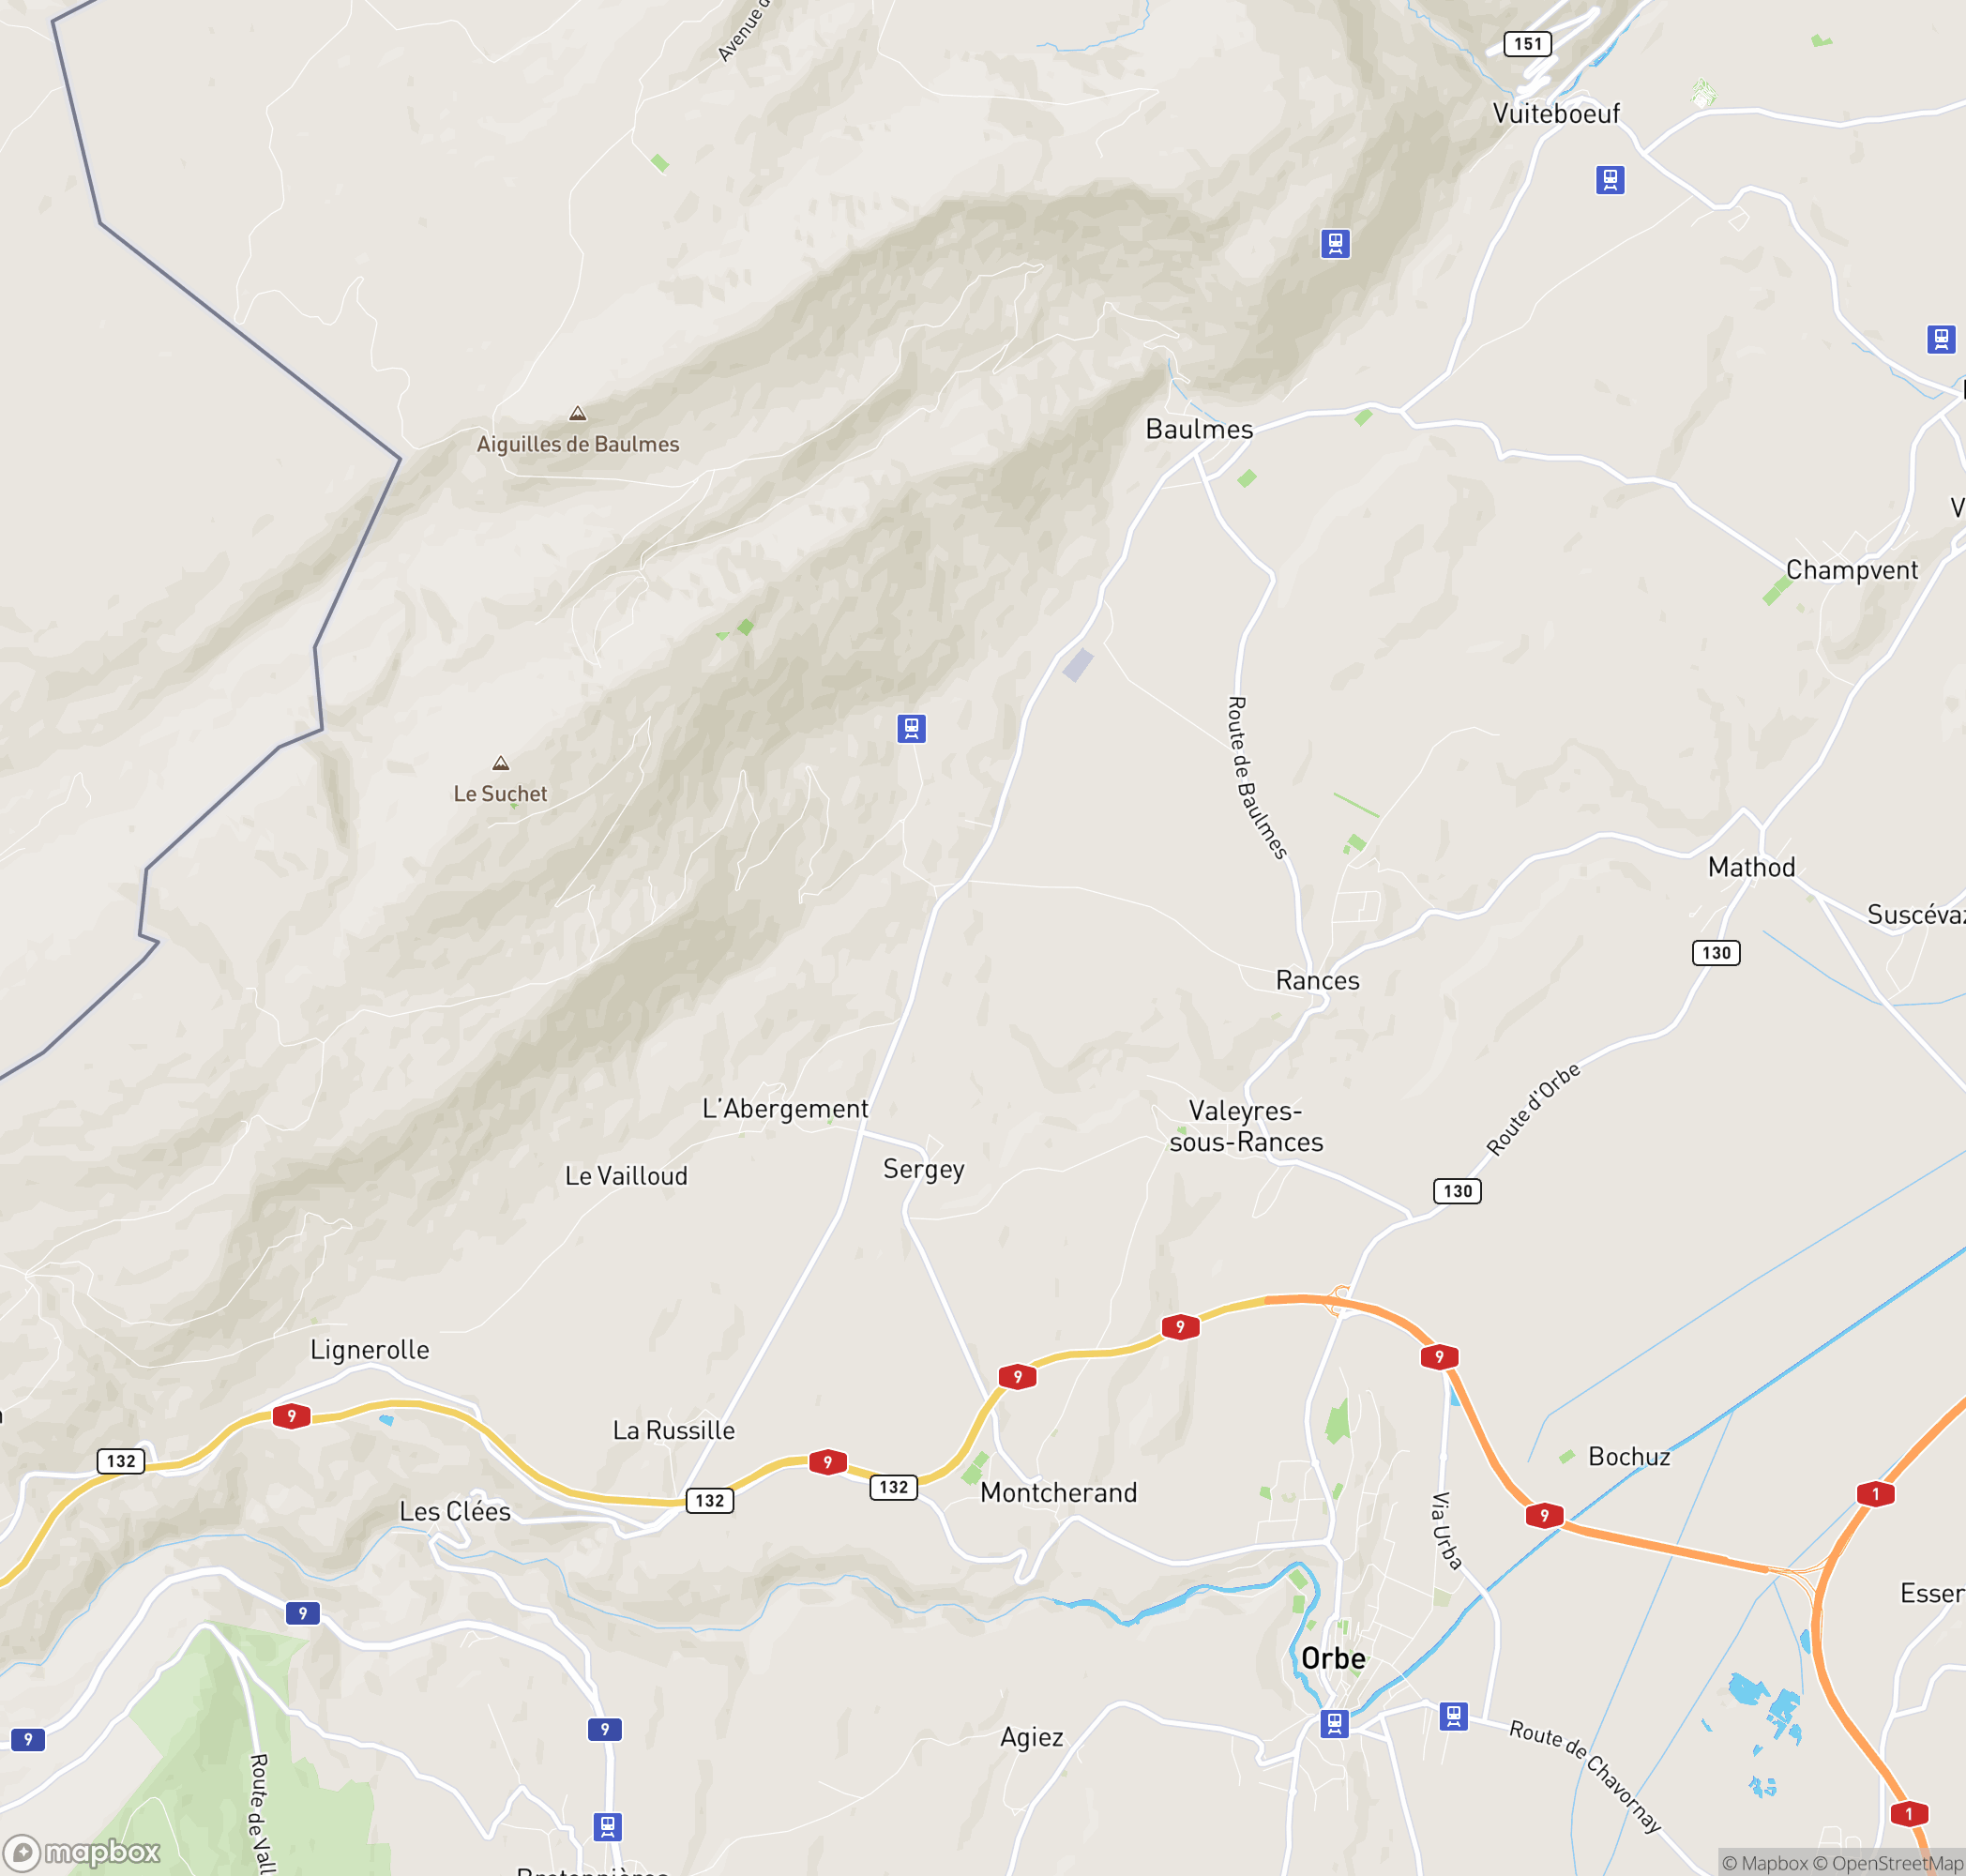 Avenue d
151
Vuiteboeuf
Aiguilles de Baulmes
Baulmes
V
Champvent
Le Suchet
Route de Baulmes
Mathod
Suscévaz
130
Rances
L'Abergement
Valeyres-
sous-Rances
Route d'Orbe
Le Vailloud
Sergey
130
9
9
9
Lignerolle
9
La Russille
132
9
132
132
Les Clées
Montcherand
Bochuz
1
9
Via Urba
9
Esser
Orbe
9
9
Agiez
Route de Chavornay
Route de Vall
1
mapbox
© Mapbox © OpenStreetMap